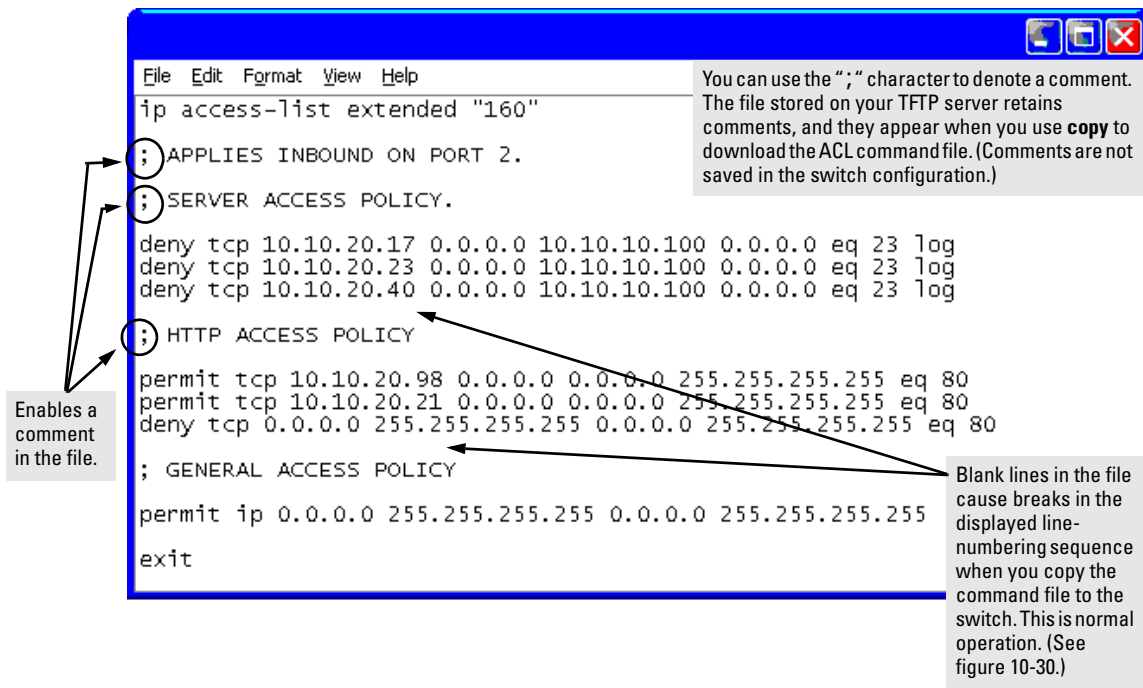 File Edit Format View Help
ip access-list extended "160"
; APPLIES INBOUND ON PORT 2.
; SERVER ACCESS POLICY.
deny tcp 10.10.20.17 0.0.0.0 10.10.10.100 0.0.0.0 eq 23 log
deny tcp 10.10.20.23 0.0.0.0 10.10.10.100 0.0.0.0 eq 23 log
deny tcp 10.10.20.40 0.0.0.0 10.10.10.100 0.0.0.0 eq 23 log
; HTTP ACCESS POLICY
permit tcp 10.10.20.98 0.0.0.0 0.0.0.0 255.255.255.255 eq 80
permit tcp 10.10.20.21 0.0.0.0 0.0.0.0 255.255.255.255 eq 80
deny tcp 0.0.0.0 255.255.255.255 0.0.0.0 255.255.255.255 eq 80
; GENERAL ACCESS POLICY
permit ip 0.0.0.0 255.255.255.255 0.0.0.0 255.255.255.255
exit
You can use the “ ; “ character to denote a comment.
The file stored on your TFTP server retains
comments, and they appear when you use copy to
download the ACL command file. (Comments are not
saved in the switch configuration.)
Enables a
comment
in the file.
Blank lines in the file
cause breaks in the
displayed line-
numbering sequence
when you copy the
command file to the
switch. This is normal
operation. (See
figure 10-30.)